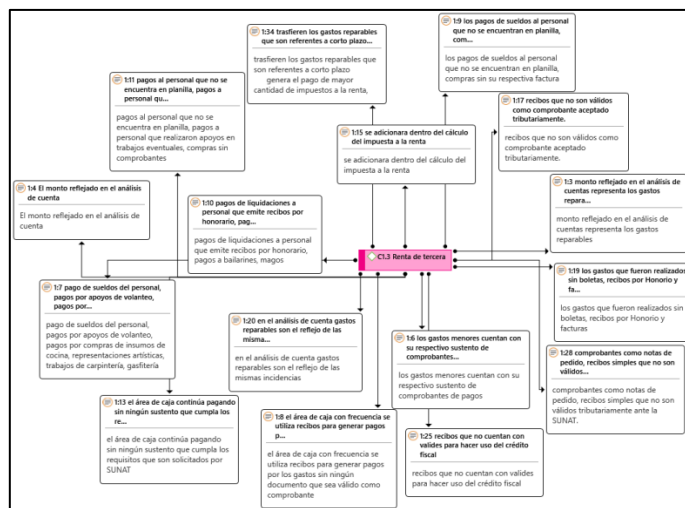 1:34 trasfieren los gastos reparables
que son referentes a corto plazo...
trasfieren los gastos reparables que
son referentes a corto plazo
genera el pago de mayor
cantidad de impuestos a la renta,
1:9 los pagos de sueldos al personal
que no se encuentran en planilla,
com...
los pagos de sueldos al personal
que no se encuentran en planilla,
compras sin su respectiva factura
1:11 pagos al personal que no se
encuentra en planilla, pagos a
personal qu...
pagos al personal que no se
encuentra en planilla, pagos a
personal que realizaron apoyos en
trabajos eventuales, compras sin
comprobantes
1:17 recibos que no son válidos
como comprobante aceptado
tributariamente.
recibos que no son válidos como
comprobante aceptado
tributariamente.
1:15 se adicionara dentro del cálculo
del impuesto a la renta
se adicionara dentro del cálculo del
impuesto a la renta
1:4 El monto reflejado en el análisis
de cuenta
El monto reflejado en el análisis de
cuenta
1:10 pagos de liquidaciones a
personal que emite recibos por
honorario, pag...
pagos de liquidaciones a personal
que emite recibos por honorario,
pagos a bailarines, magos
1:3 monto reflejado en el análisis de
cuentas representa los gastos
repara...
monto reflejado en el análisis de
cuentas representa los gastos
reparables
C1.3 Renta de tercera
1:7 pago de sueldos del personal,
pagos por apoyos de volanteo,
pagos por...
pago de sueldos del personal,
pagos por apoyos de volanteo,
pagos por compras de insumos de
cocina, representaciones artísticas,
trabajos de carpintería, gasfitería
1:19 los gastos que fueron realizados
sin boletas, recibos por Honorio y
fa...
los gastos que fueron realizados sin
boletas, recibos por Honorio y
facturas
1:20 en el análisis de cuenta gastos
reparables son el reflejo de las
misma...
en el análisis de cuenta gastos
reparables son el reflejo de las
mismas incidencias
1:6 los gastos menores cuentan con
su respectivo sustento de
comprobantes...
los gastos menores cuentan con su
respectivo sustento de
comprobantes de pagos
1:28 comprobantes como notas de
pedido, recibos simples que no son
válidos...
comprobantes como notas de
pedido, recibos simples que no son
válidos tributariamente ante la
SUNAT.
1:13 el área de caja continúa pagando
sin ningún sustento que cumpla los
re...
el área de caja continúa pagando
sin ningún sustento que cumpla los
requisitos que son solicitados por
SUNAT
1:8 el área de caja con frecuencia se
utiliza recibos para generar pagos
p...
el área de caja con frecuencia se
utiliza recibos para generar pagos
por los gastos sin ningún
documento que sea válido como
comprobante
1:25 recibos que no cuentan con
valides para hacer uso del crédito
fiscal
recibos que no cuentan con valides
para hacer uso del crédito fiscal